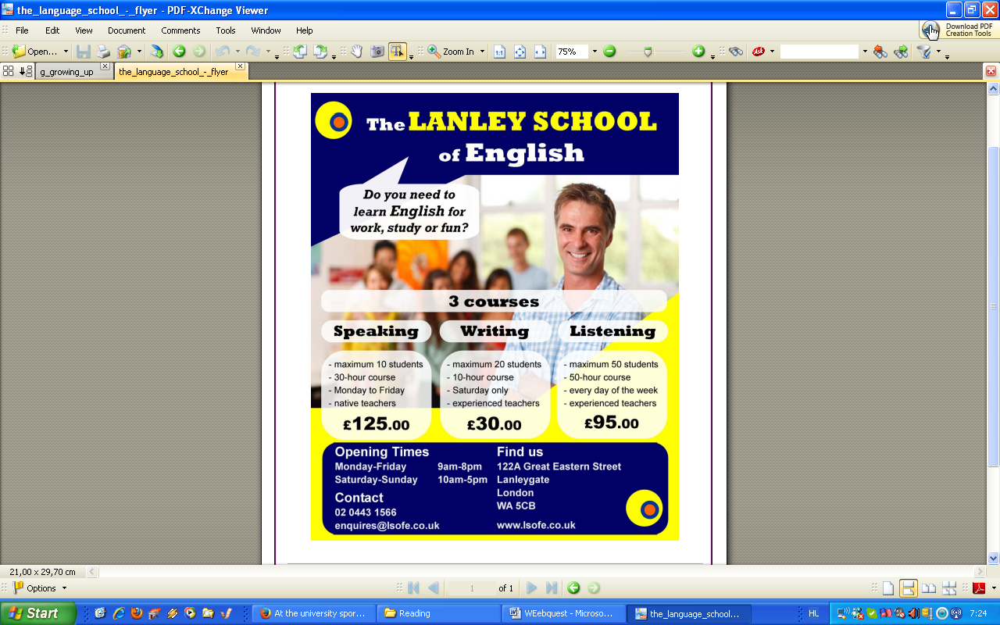 the_language_school_-_flyer - PDF-XChange Viewer
File Edit View Document Comments Tools Window Help
Download PDF
Creation Tools
Open...
Zoom In
1:1
75%
g_growing_up
the_language_school_-_flyer
The LANLEY SCHOOL
of English
Do you need to
learn English for
work, study or fun?
3 courses
Speaking
- maximum 10 students
- 30-hour course
- Monday to Friday
- native teachers
£125.00
Writing
- maximum 20 students
- 10-hour course
- Saturday only
- experienced teachers
£30.00
Listening
- maximum 50 students
- 50-hour course
- every day of the week
- experienced teachers
£95.00
Opening Times
Monday-Friday 9am-8pm
Saturday-Sunday 10am-5pm
Contact
02 0443 1566
enquires@lsofe.co.uk
Find us
122A Great Eastern Street
Lanleygate
London
WA 5CB
www.lsofe.co.uk
21,00 x 29,70 cm
Options
1 of 1
Start
At the university spor...
Reading
WEebquest - Microso...
the_language_school...
HU
7:24